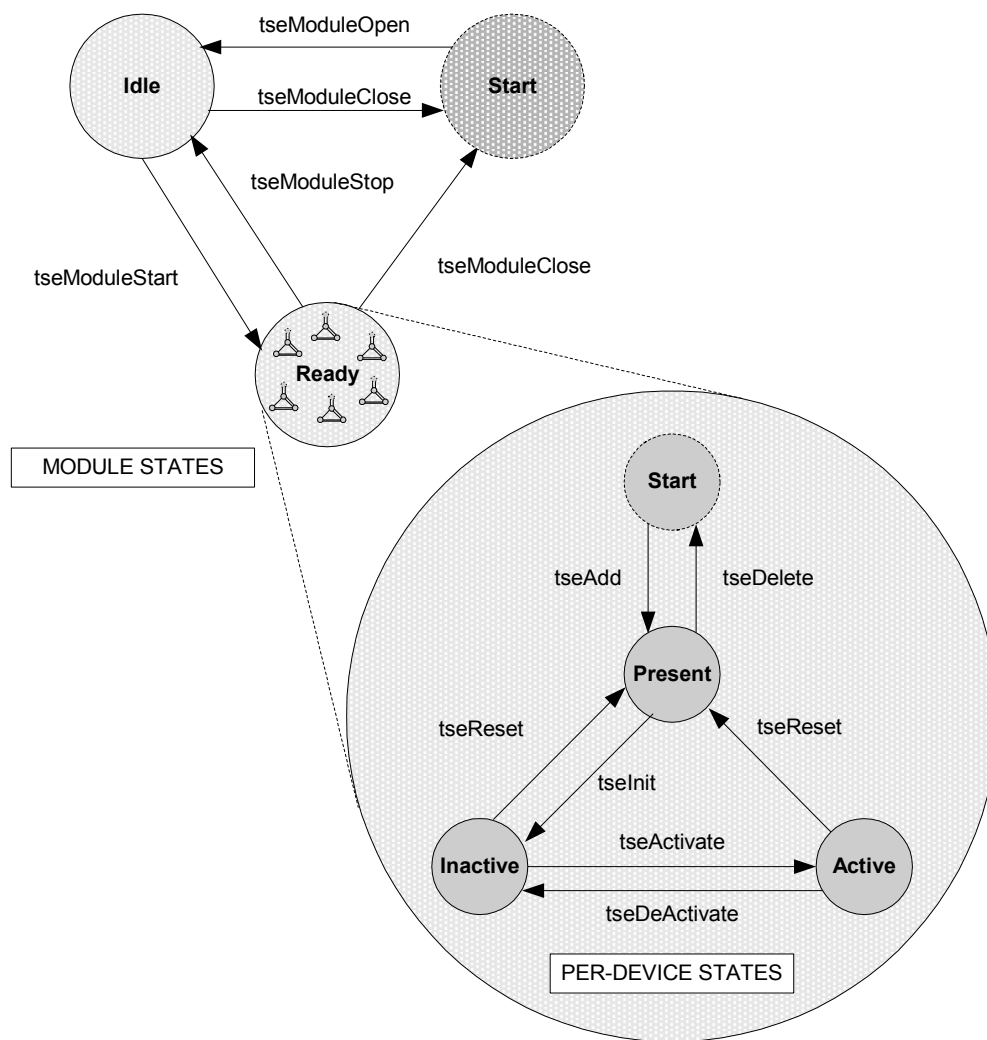 tseModuleOpen
Idle
Start
tseModuleClose
tseModuleStop
tseModuleStart
tseModuleClose
Ready
MODULE STATES
Start
tseAdd
tseDelete
Present
tseReset
tseReset
tseInit
Inactive
tseActivate
Active
tseDeActivate
PER-DEVICE STATES